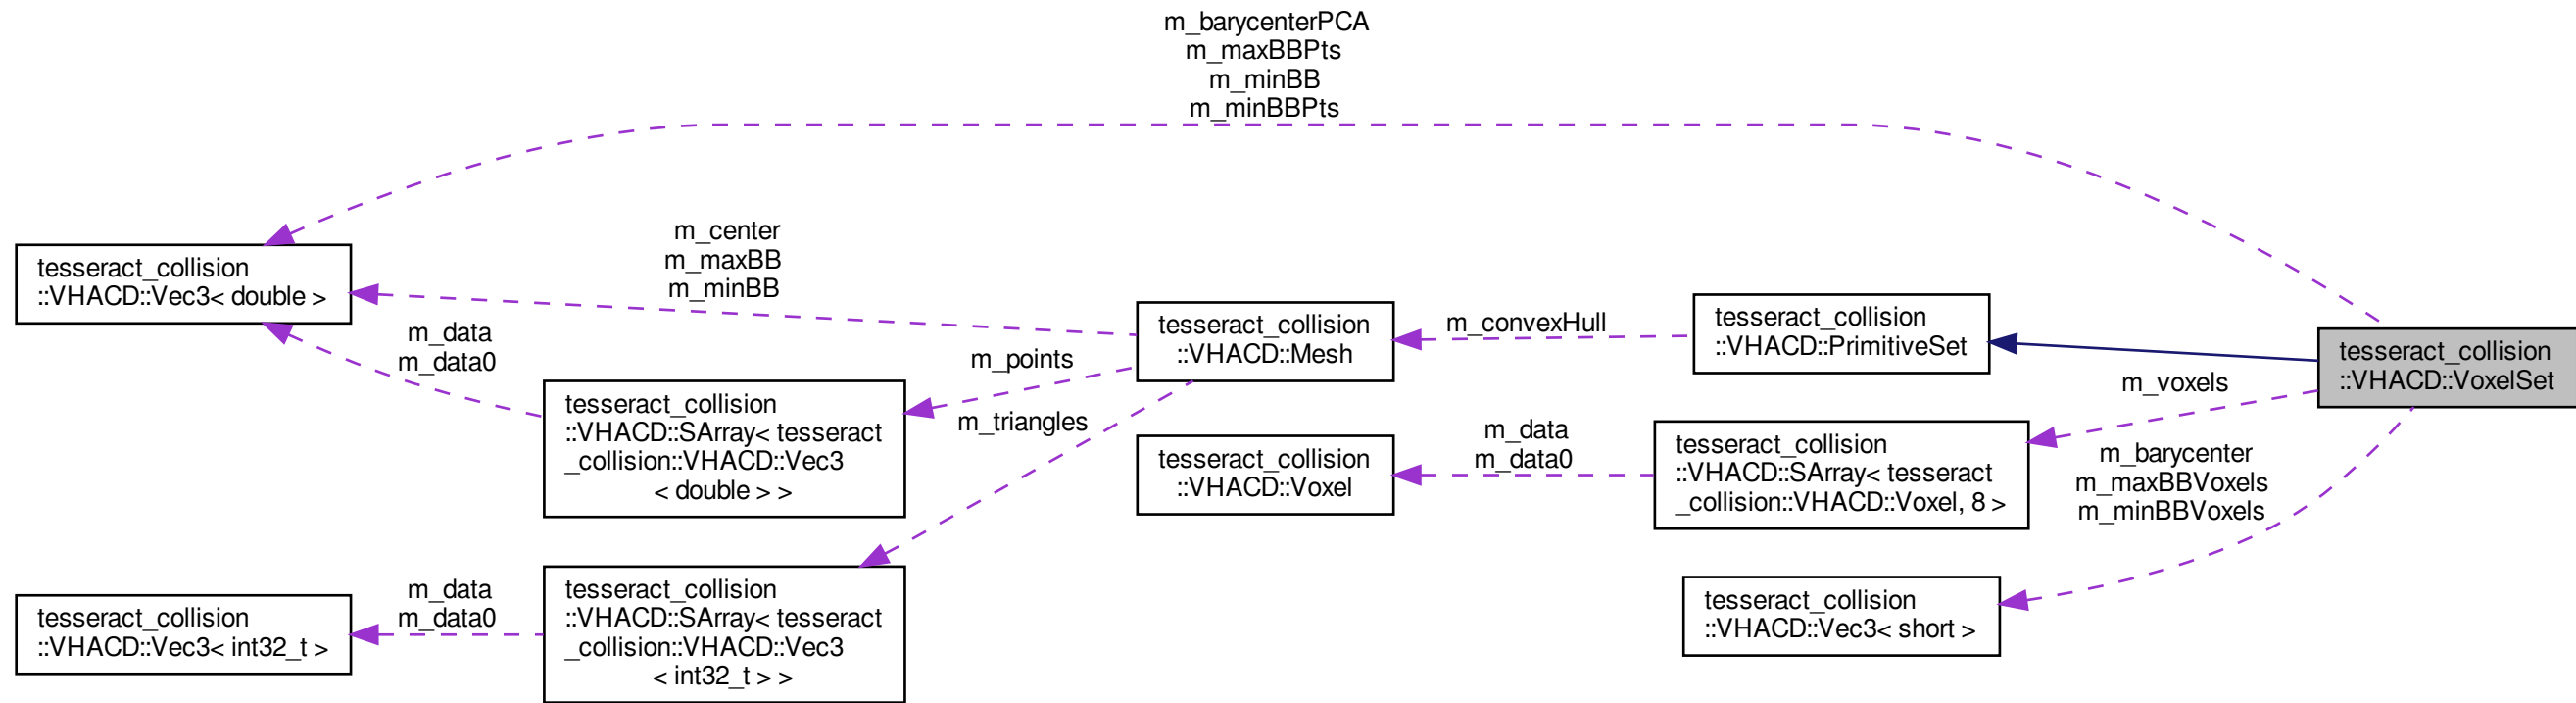 m_barycenterPCA
m_maxBBPts
m_minBB
m_minBBPts
tesseract_collision
::VHACD::Vec3< double >
m_center
m_maxBB
m_minBB
m_data
m_data0
tesseract_collision
::VHACD::SArray< tesseract
_collision::VHACD::Vec3
< double > >
m_points
m_triangles
tesseract_collision
::VHACD::Mesh
m_convexHull
tesseract_collision
::VHACD::PrimitiveSet
tesseract_collision
::VHACD::VoxelSet
m_voxels
tesseract_collision
::VHACD::Voxel
m_data
m_data0
tesseract_collision
::VHACD::SArray< tesseract
_collision::VHACD::Voxel, 8 >
m_barycenter
m_maxBBVoxels
m_minBBVoxels
tesseract_collision
::VHACD::Vec3< int32_t >
m_data
m_data0
tesseract_collision
::VHACD::SArray< tesseract
_collision::VHACD::Vec3
< int32_t > >
tesseract_collision
::VHACD::Vec3< short >